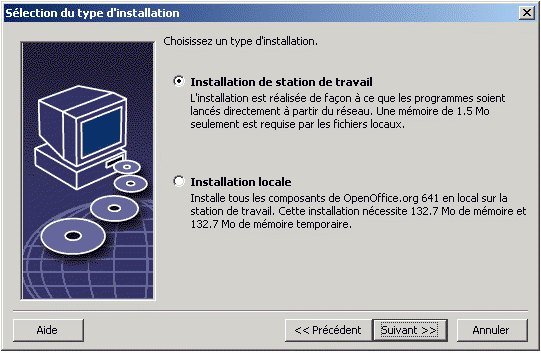 Sélection du type d'installation
Choisissez un type d'installation.
Installation de station de travail
L'installation est réalisée de façon à ce que les programmes soient
lancés directement à partir du réseau. Une mémoire de 1.5 Mo
seulement est requise par les fichiers locaux.
Installation locale
Installe tous les composants de OpenOffice.org 641 en local sur la
station de travail. Cette installation nécessite 132.7 Mo de mémoire et
132.7 Mo de mémoire temporaire.
Aide
<< Précédent
Suivant >>
Annuler